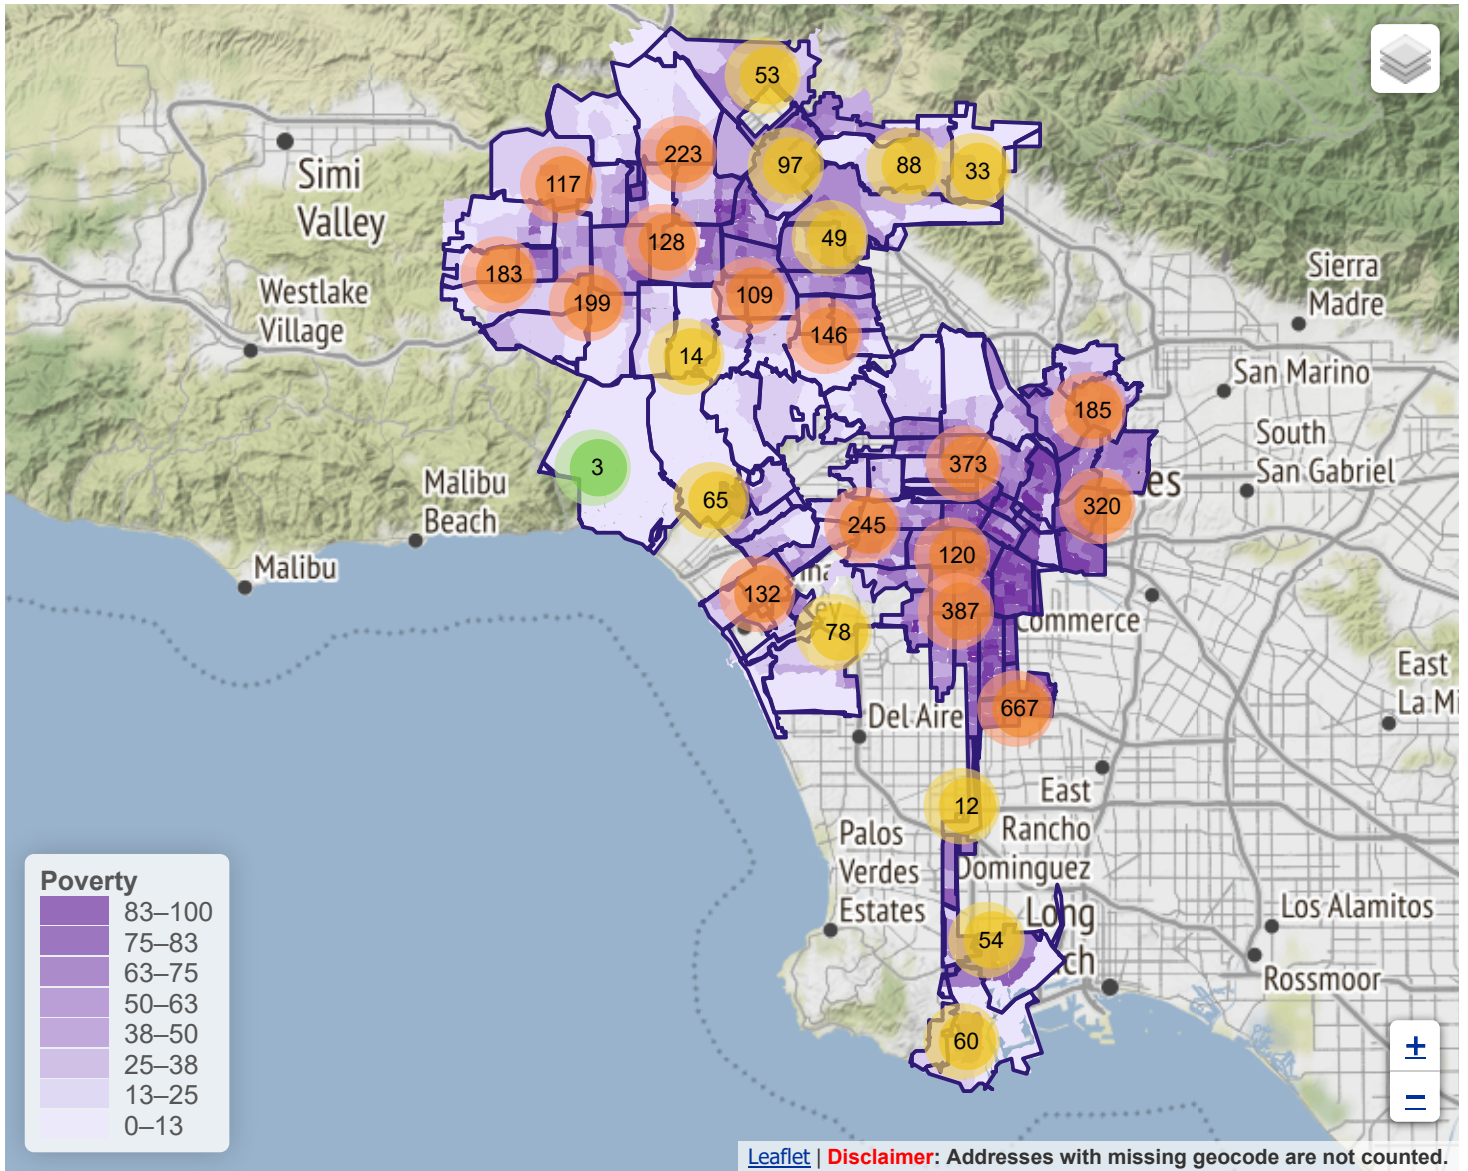 53
223
97
88
33
117
Simi
Valley
128
49
183
Sierra
Madre
199
109
Westlake
Village
146
14
San Marino
185
South
San Gabriel
3
373
Malibu
Beach
65
es
320
245
120
Malibu
132
387
78
Commerce
East
La Mi
667
Del Aire
12
East
Rancho
Dominguez
Palos
Verdes
Estates
Long
ch
54
Los Alamitos
Rossmoor
60
Poverty
83–100
75–83
63–75
50–63
38–50
25–38
13–25
0–13
+
−
Leaflet | Disclaimer: Addresses with missing geocode are not counted.